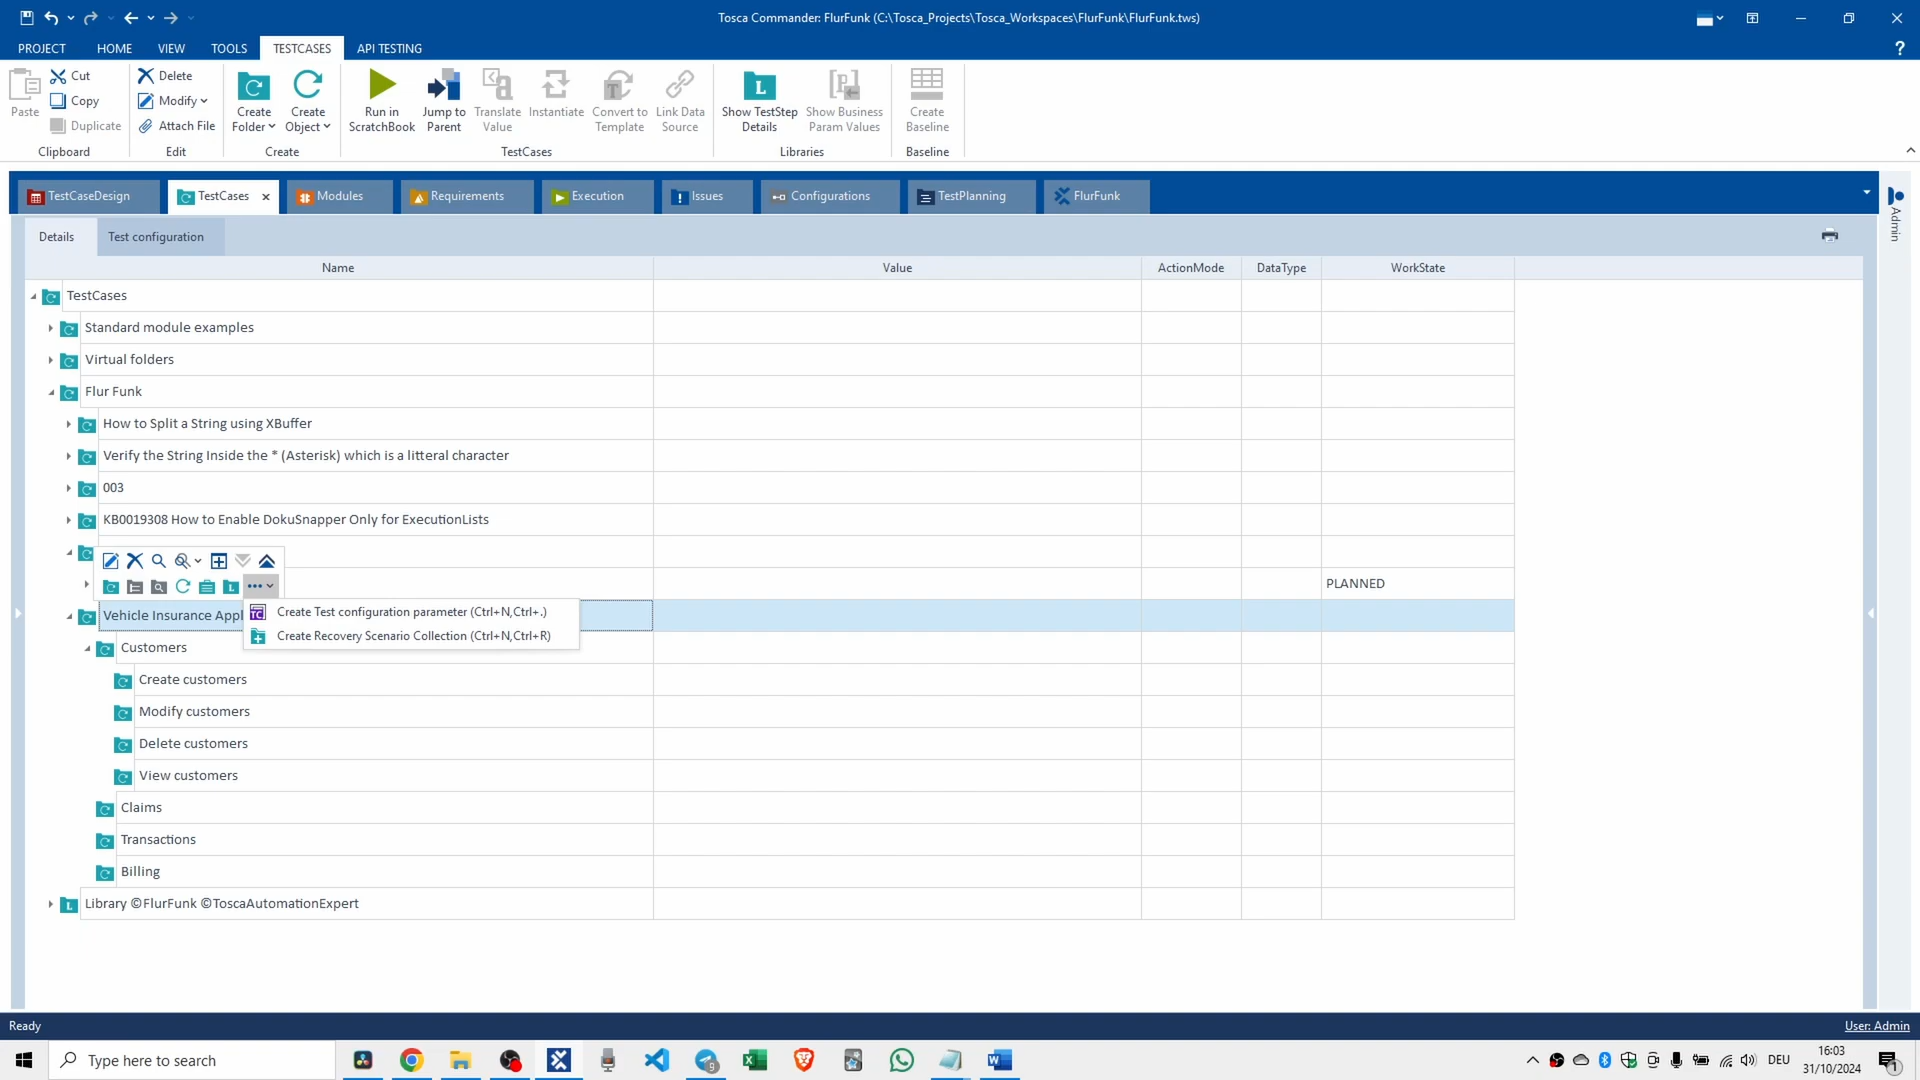 Tosca Commander: FlurFunk (C:\Tosca_Projects\Tosca_Workspaces\FlurFunk\FlurFunk.tws)
PROJECT HOME VIEW TOOLS TESTCASES API TESTING ?
Paste
Cut
Copy
Duplicate
Clipboard
Delete
Modify
Attach File
Edit
Create Folder
Create Object
Create
Run in ScratchBook
Jump to Parent
Translate Value
Instantiate
Convert to Template
Link Data Source
TestCases
Show TestStep Details
Show Business Param Values
Libraries
Create Baseline
Baseline
TestCaseDesign TestCases x Modules Requirements Execution Issues Configurations TestPlanning FlurFunk
Admin
Details Test configuration
Name Value ActionMode DataType WorkState
TestCases
Standard module examples
Virtual folders
Flur Funk
How to Split a String using XBuffer
Verify the String Inside the * (Asterisk) which is a litteral character
003
KB0019308 How to Enable DokuSnapper Only for ExecutionLists
PLANNED
Vehicle Insurance Appl
Create Test configuration parameter (Ctrl+N,Ctrl+.)
Create Recovery Scenario Collection (Ctrl+N,Ctrl+R)
Customers
Create customers
Modify customers
Delete customers
View customers
Claims
Transactions
Billing
Library ©FlurFunk ©ToscaAutomationExpert
Ready
User: Admin
Type here to search
9
DEU
16:03
31/10/2024
1